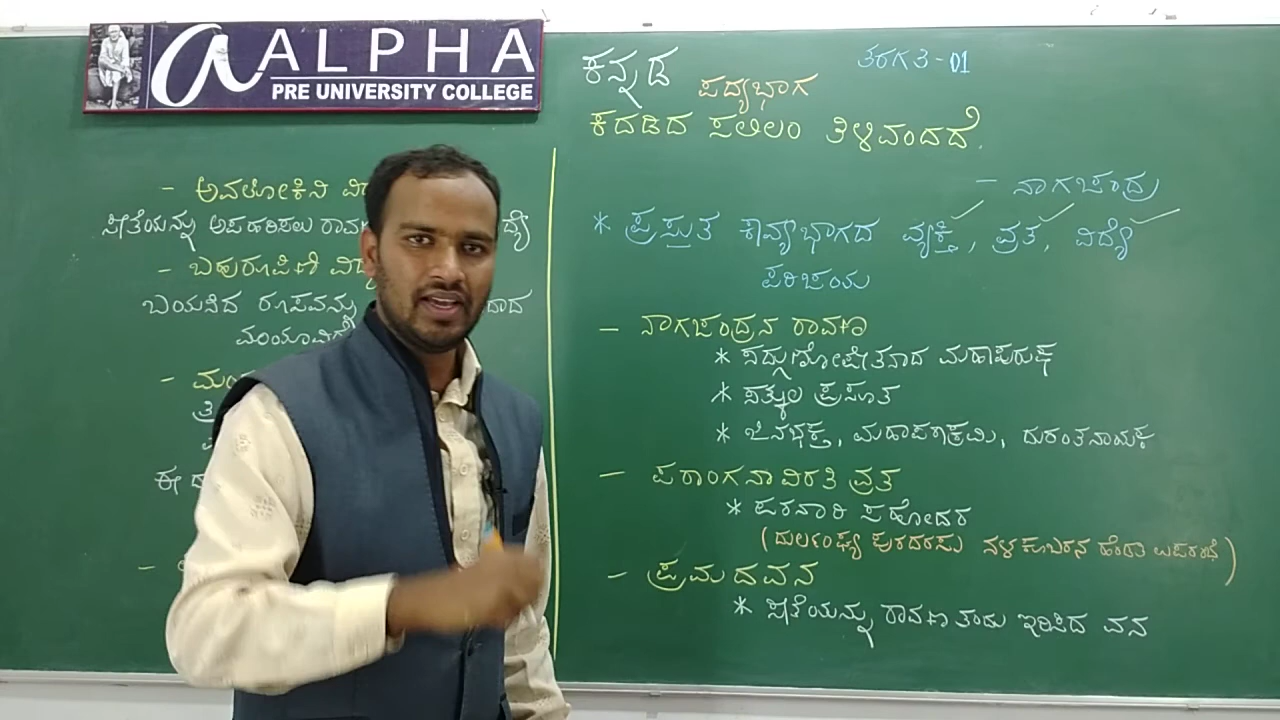 ALPHA
PRE UNIVERSITY COLLEGE
ಕನ್ನಡ ಪದ್ಯಭಾಗ
ತರಗತಿ - 01
ಕದಡಿದ ಸಲಿಲಂ ತಿಳಿವಂದದೆ.
- ನಾಗಚಂದ್ರ
* ಪ್ರಸ್ತುತ ಕಾವ್ಯಭಾಗದ ವ್ಯಕ್ತಿ, ವ್ರತ, ವಿದ್ಯೆ
ಪರಿಚಯ
- ನಾಗಚಂದ್ರನ ರಾವಣ
* ಸದ್ಗುಣೋಪೇತನಾದ ಮಹಾಪುರುಷ
* ಸತ್ಕುಲ ಪ್ರಸೂತ
* ಜಿನಭಕ್ತ, ಮಹಾಪರಾಕ್ರಮಿ, ದುರಂತನಾಯಕ
- ಪರಾಂಗನಾವಿರತಿ ವ್ರತ
* ಪರನಾರಿ ಸಹೋದರ
(ದುರ್ಲಂಘ್ಯ ಪುರದರಸು ನಳಕೂಬರನ ಹೆಂಡತಿ ಉಪರಂಭೆ)
- ಪ್ರಮದವನ
* ಸೀತೆಯನ್ನು ರಾವಣ ತಂದು ಇರಿಸಿದ ವನ
- ಅವಲೋಕಿನಿ
ಸೀತೆಯನ್ನು ಅಪಹರಿಸಲು
- ಬಹುರೂಪಿಣಿ
ಬಯಸಿದ ರೂಪವನ್ನು